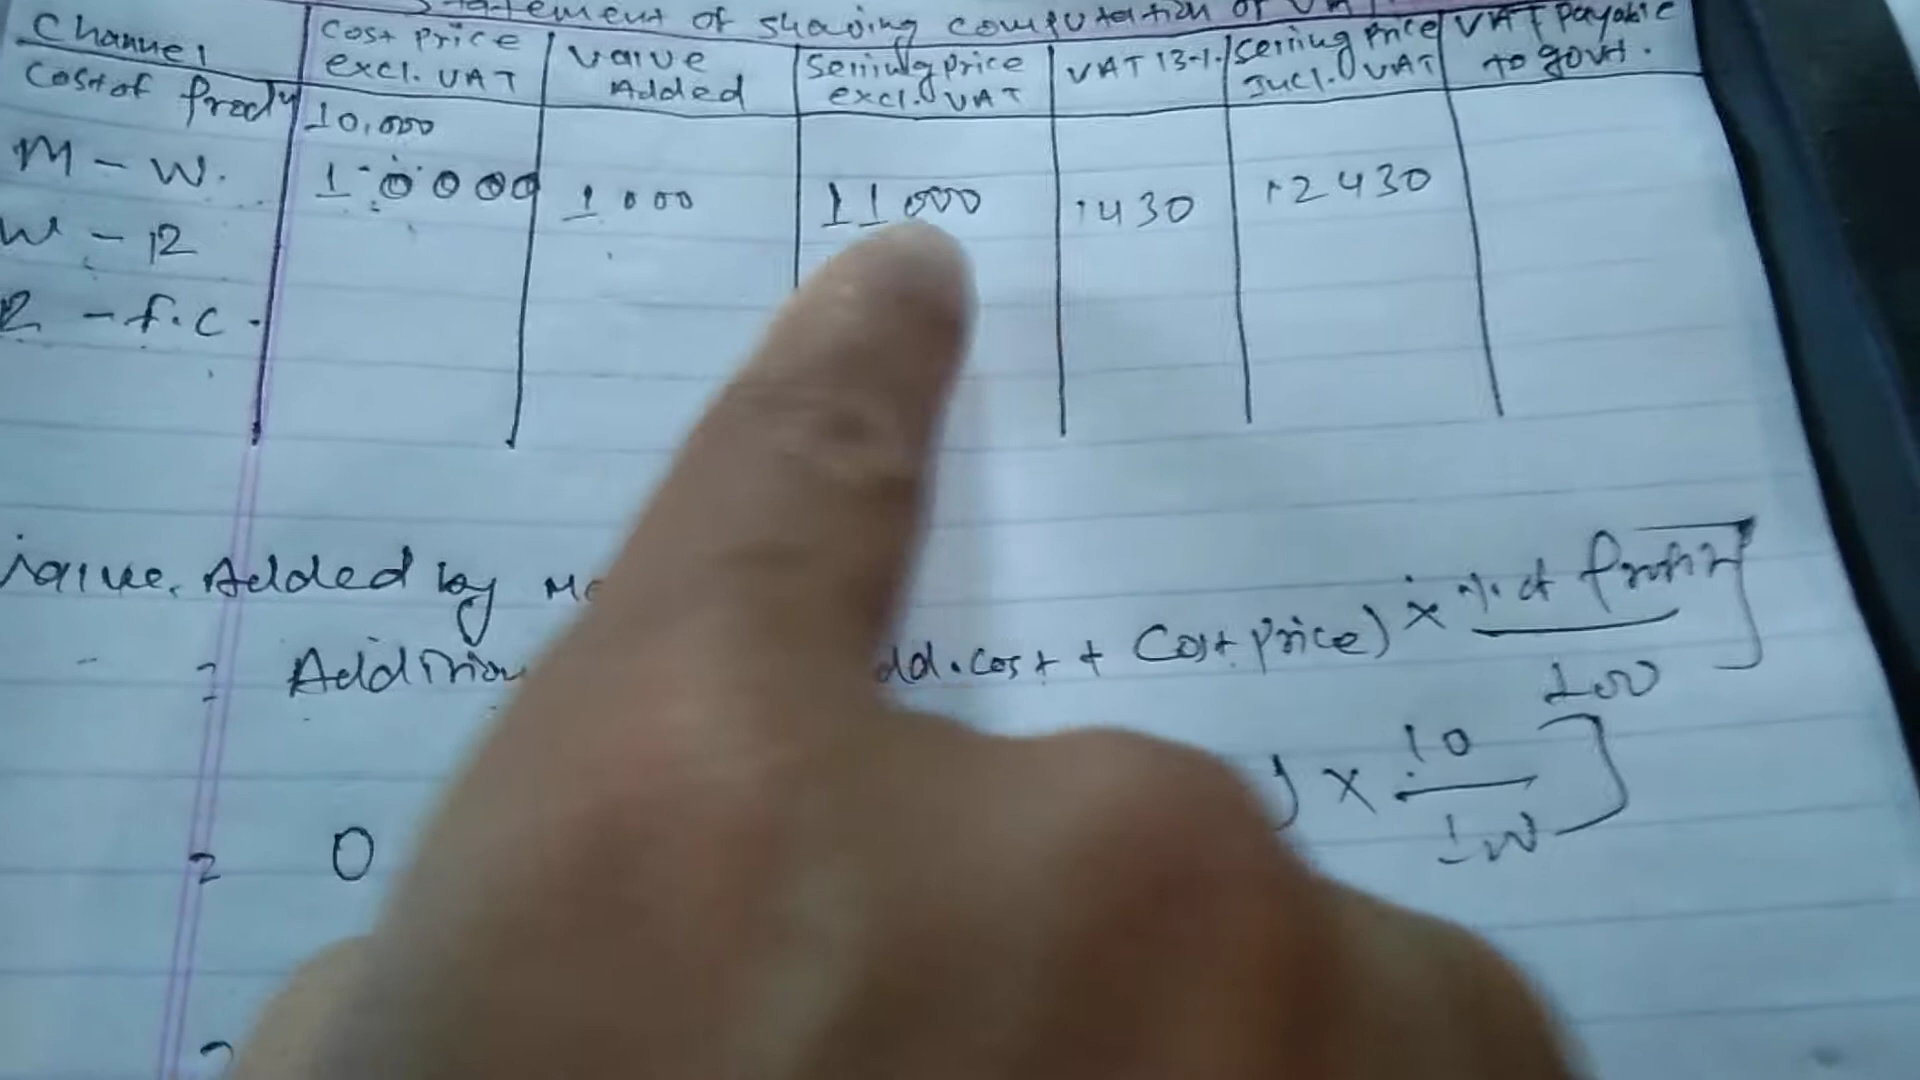 Statement of showing computation of VAT
Channel | Cost price excl. VAT | Value Added | Selling price excl. VAT | VAT 13% | Selling Price Incl. VAT | VAT payable to govt.
Cost of Prodn | 10,000
M - W. | 10000 | 1000 | 11000 | 1430 | 12430
W - R
R - f.c.
Value Added by
= Addition dd. cost + Cost Price) × % of Profit / 100 ]
= 0 ) × 10 / 100 ]